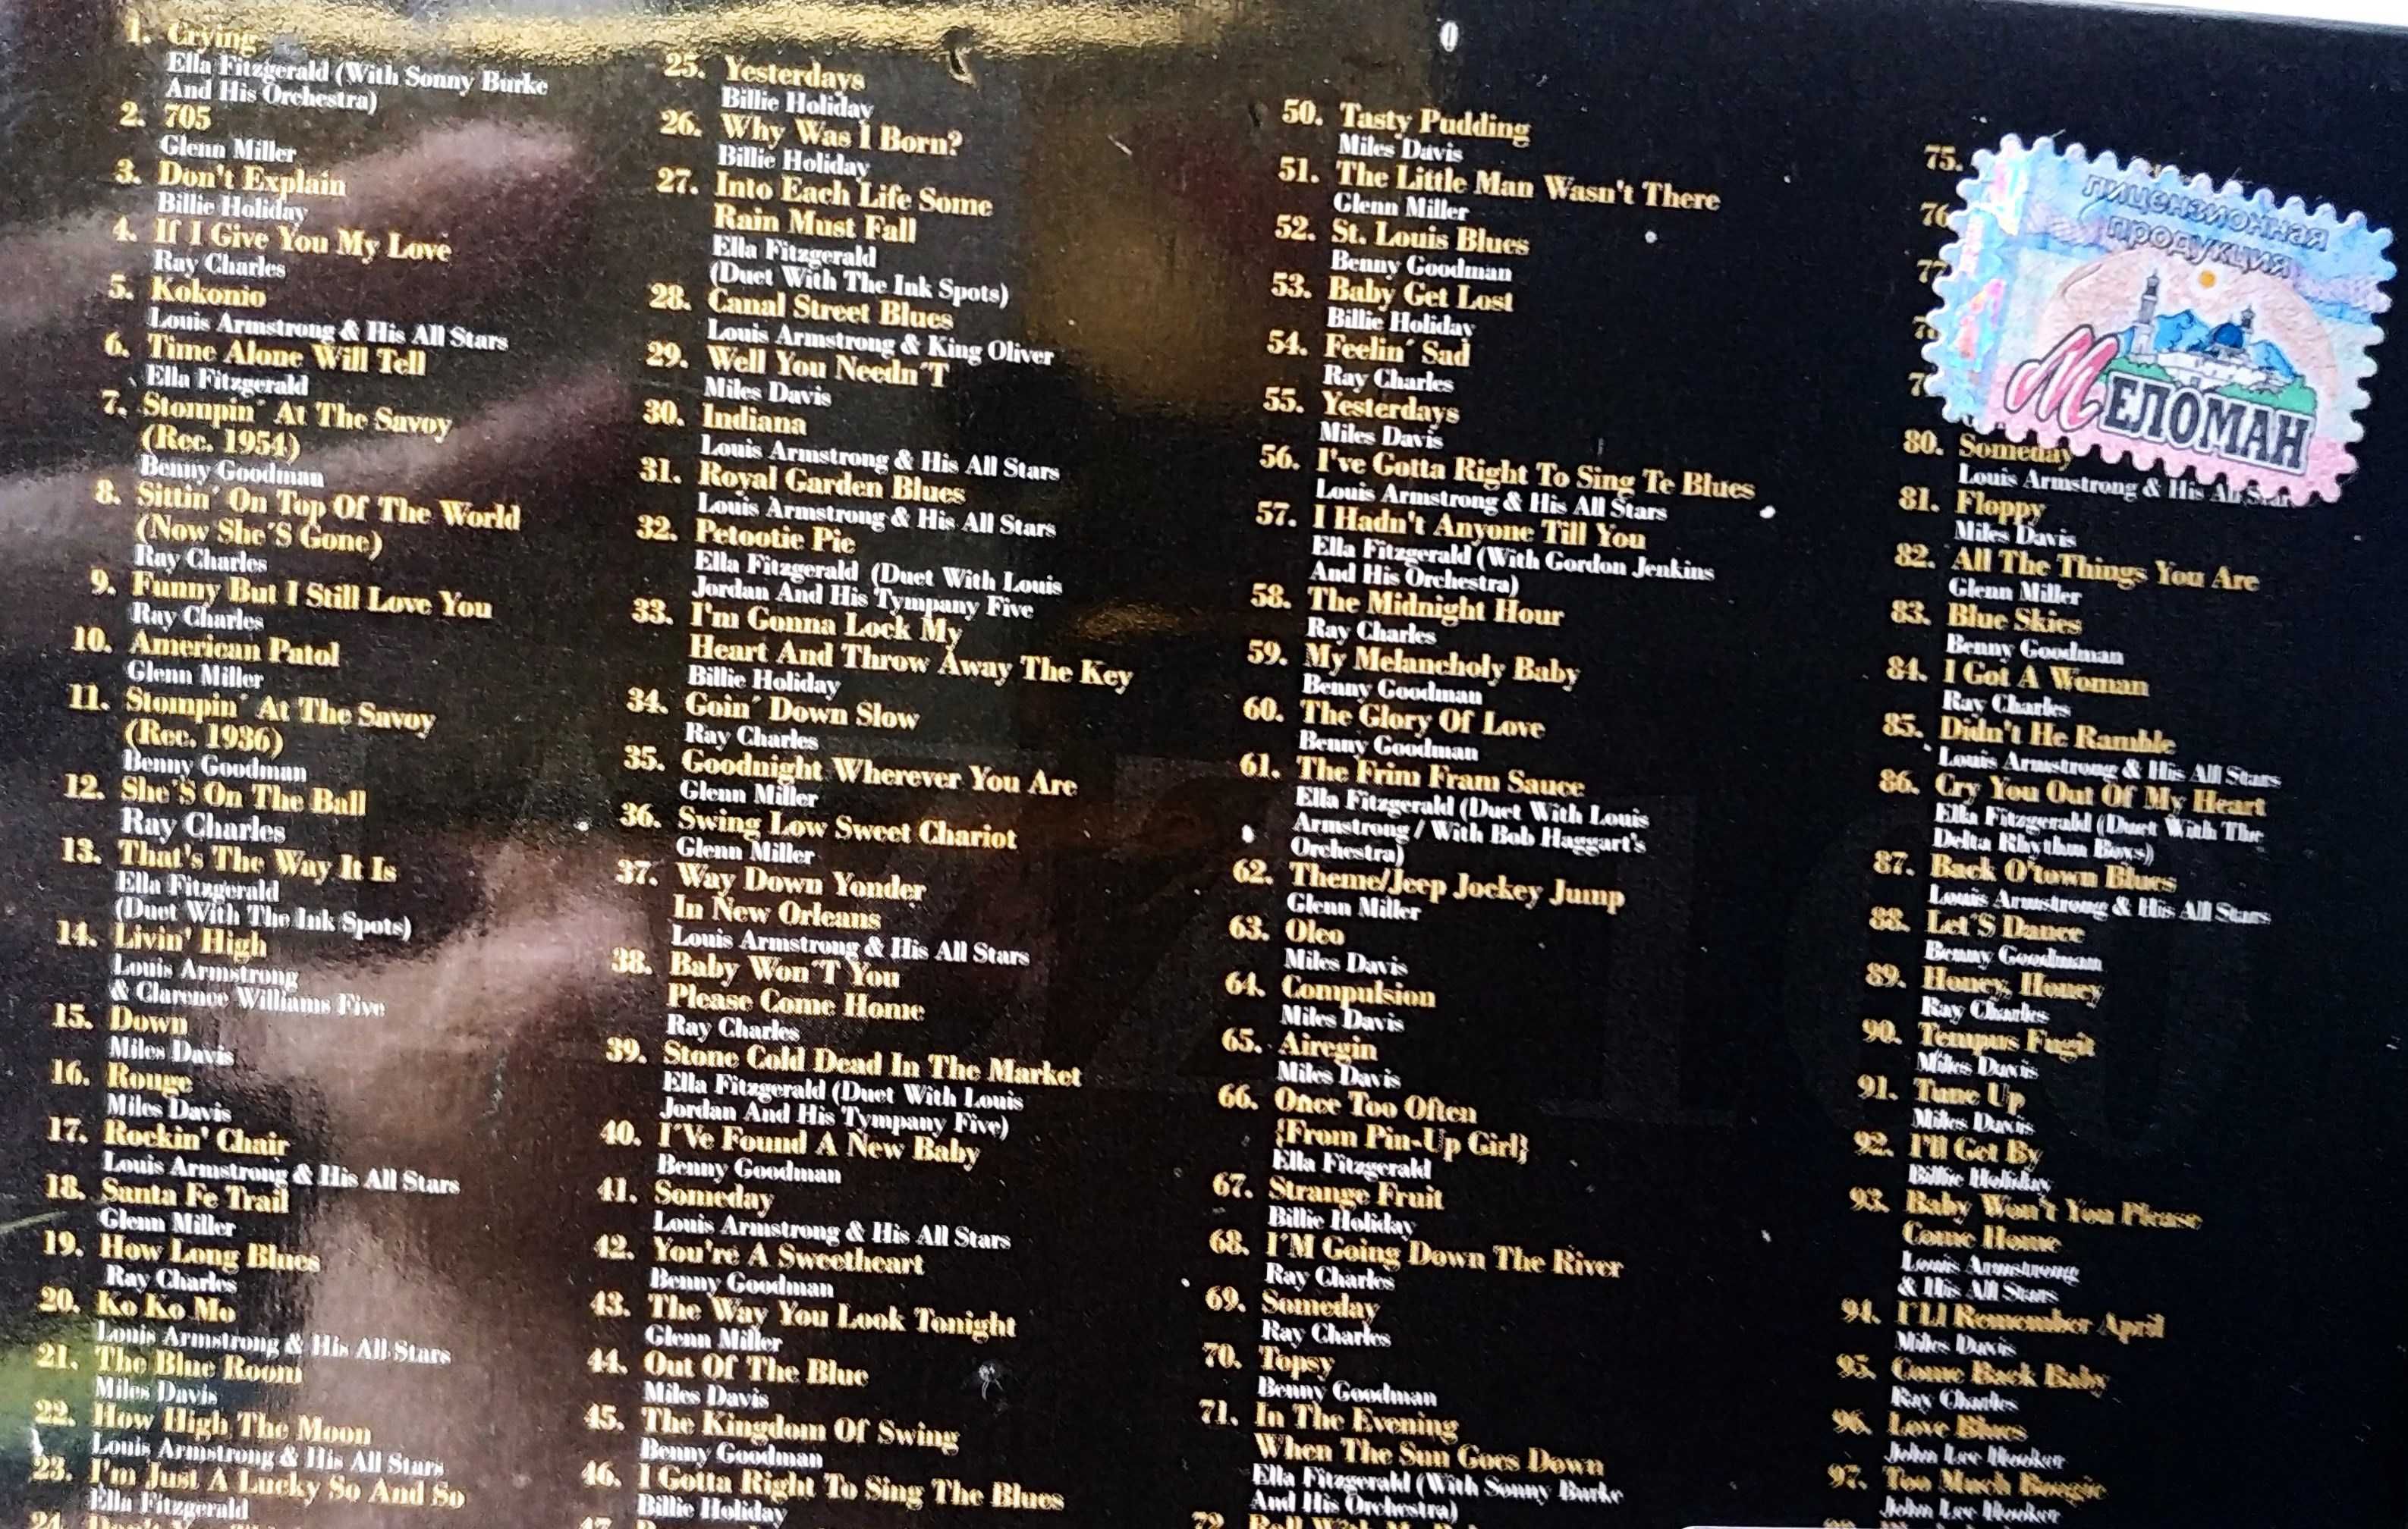 1. Crying
Ella Fitzgerald (With Sonny Burke
And His Orchestra)
2. 705
Glenn Miller
3. Don't Explain
Billie Holiday
4. If I Give You My Love
Ray Charles
5. Kokonio
Louis Armstrong & His All Stars
6. Time Alone Will Tell
Ella Fitzgerald
7. Stompin´ At The Savoy
(Rec. 1954)
Benny Goodman
8. Sittin´ On Top Of The World
(Now She´S Gone)
Ray Charles
9. Funny But I Still Love You
Ray Charles
10. American Patol
Glenn Miller
11. Stompin´ At The Savoy
(Rec. 1936)
Benny Goodman
12. She´S On The Ball
Ray Charles
13. That's The Way It Is
Ella Fitzgerald
(Duet With The Ink Spots)
14. Livin' High
Louis Armstrong
& Clarence Williams Five
15. Down
Miles Davis
16. Rouge
Miles Davis
17. Rockin' Chair
Louis Armstrong & His All Stars
18. Santa Fe Trail
Glenn Miller
19. How Long Blues
Ray Charles
20. Ko Ko Mo
Louis Armstrong & His All Stars
21. The Blue Room
Miles Davis
22. How High The Moon
Louis Armstrong & His All Stars
23. I'm Just A Lucky So And So
Ella Fitzgerald
24.
25. Yesterdays
Billie Holiday
26. Why Was I Born?
Billie Holiday
27. Into Each Life Some
Rain Must Fall
Ella Fitzgerald
(Duet With The Ink Spots)
28. Canal Street Blues
Louis Armstrong & King Oliver
29. Well You Needn´T
Miles Davis
30. Indiana
Louis Armstrong & His All Stars
31. Royal Garden Blues
Louis Armstrong & His All Stars
32. Petootie Pie
Ella Fitzgerald (Duet With Louis
Jordan And His Tympany Five
33. I'm Gonna Lock My
Heart And Throw Away The Key
Billie Holiday
34. Goin´ Down Slow
Ray Charles
35. Goodnight Wherever You Are
Glenn Miller
36. Swing Low Sweet Chariot
Glenn Miller
37. Way Down Yonder
In New Orleans
Louis Armstrong & His All Stars
38. Baby Won´T You
Please Come Home
Ray Charles
39. Stone Cold Dead In The Market
Ella Fitzgerald (Duet With Louis
Jordan And His Tympany Five)
40. I´Ve Found A New Baby
Benny Goodman
41. Someday
Louis Armstrong & His All Stars
42. You're A Sweetheart
Benny Goodman
43. The Way You Look Tonight
Glenn Miller
44. Out Of The Blue
Miles Davis
45. The Kingdom Of Swing
Benny Goodman
46. I Gotta Right To Sing The Blues
Billie Holiday
47.
50. Tasty Pudding
Miles Davis
51. The Little Man Wasn't There
Glenn Miller
52. St. Louis Blues
Benny Goodman
53. Baby Get Lost
Billie Holiday
54. Feelin´ Sad
Ray Charles
55. Yesterdays
Miles Davis
56. I've Gotta Right To Sing Te Blues
Louis Armstrong & His All Stars
57. I Hadn't Anyone Till You
Ella Fitzgerald (With Gordon Jenkins
And His Orchestra)
58. The Midnight Hour
Ray Charles
59. My Melancholy Baby
Benny Goodman
60. The Glory Of Love
Benny Goodman
61. The Frim Fram Sauce
Ella Fitzgerald (Duet With Louis
Armstrong / With Bob Haggart's
Orchestra)
62. Theme/Jeep Jockey Jump
Glenn Miller
63. Oleo
Miles Davis
64. Compulsion
Miles Davis
65. Airegin
Miles Davis
66. Once Too Often
{From Pin-Up Girl}
Ella Fitzgerald
67. Strange Fruit
Billie Holiday
68. I´M Going Down The River
Ray Charles
69. Someday
Ray Charles
70. Topsy
Benny Goodman
71. In The Evening
When The Sun Goes Down
Ella Fitzgerald (With Sonny Burke
And His Orchestra)
72.
75.
76
77
лицензионная
продукция
Меломан
80. Someday
Louis Armstrong & His All Stars
81. Floppy
Miles Davis
82. All The Things You Are
Glenn Miller
83. Blue Skies
Benny Goodman
84. I Got A Woman
Ray Charles
85. Didn't He Ramble
Louis Armstrong & His All Stars
86. Cry You Out Of My Heart
Ella Fitzgerald (Duet With The
Delta Rhythm Boys)
87. Back O'town Blues
Louis Armstrong & His All Stars
88. Let´S Dance
Benny Goodman
89. Honey, Honey
Ray Charles
90. Tempus Fugit
Miles Davis
91. Tune Up
Miles Davis
92. I'll Get By
Billie Holiday
93. Baby Won't You Please
Come Home
Louis Armstrong
& His All Stars
94. I´Ll Remember April
Miles Davis
95. Come Back Baby
Ray Charles
96. Love Blues
John Lee Hooker
97. Too Much Boogie
John Lee Hooker